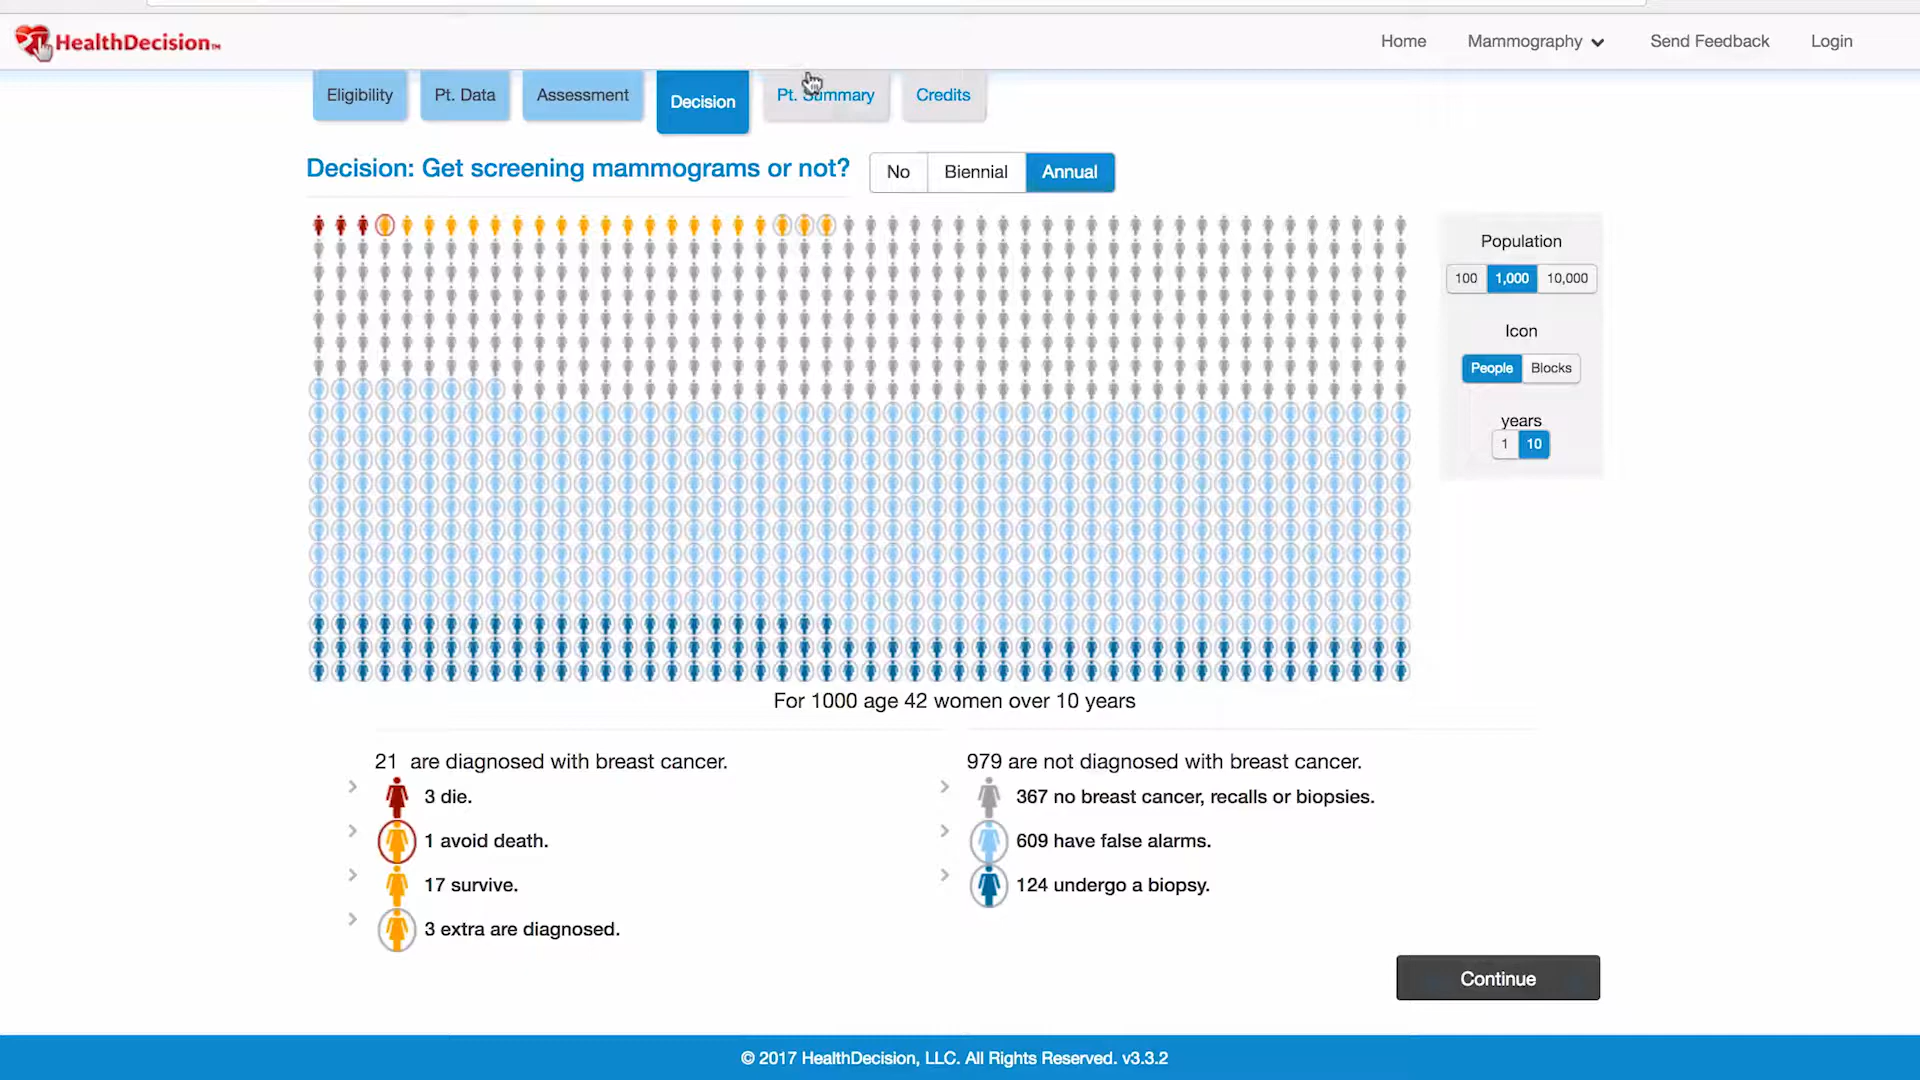 HealthDecision™
Home Mammography Send Feedback Login
Eligibility Pt. Data Assessment Decision Pt. Summary Credits
Decision: Get screening mammograms or not? No Biennial Annual
Population
100 1,000 10,000
Icon
People Blocks
years
1 10
For 1000 age 42 women over 10 years
21 are diagnosed with breast cancer.
3 die.
1 avoid death.
17 survive.
3 extra are diagnosed.
979 are not diagnosed with breast cancer.
367 no breast cancer, recalls or biopsies.
609 have false alarms.
124 undergo a biopsy.
Continue
© 2017 HealthDecision, LLC. All Rights Reserved. v3.3.2